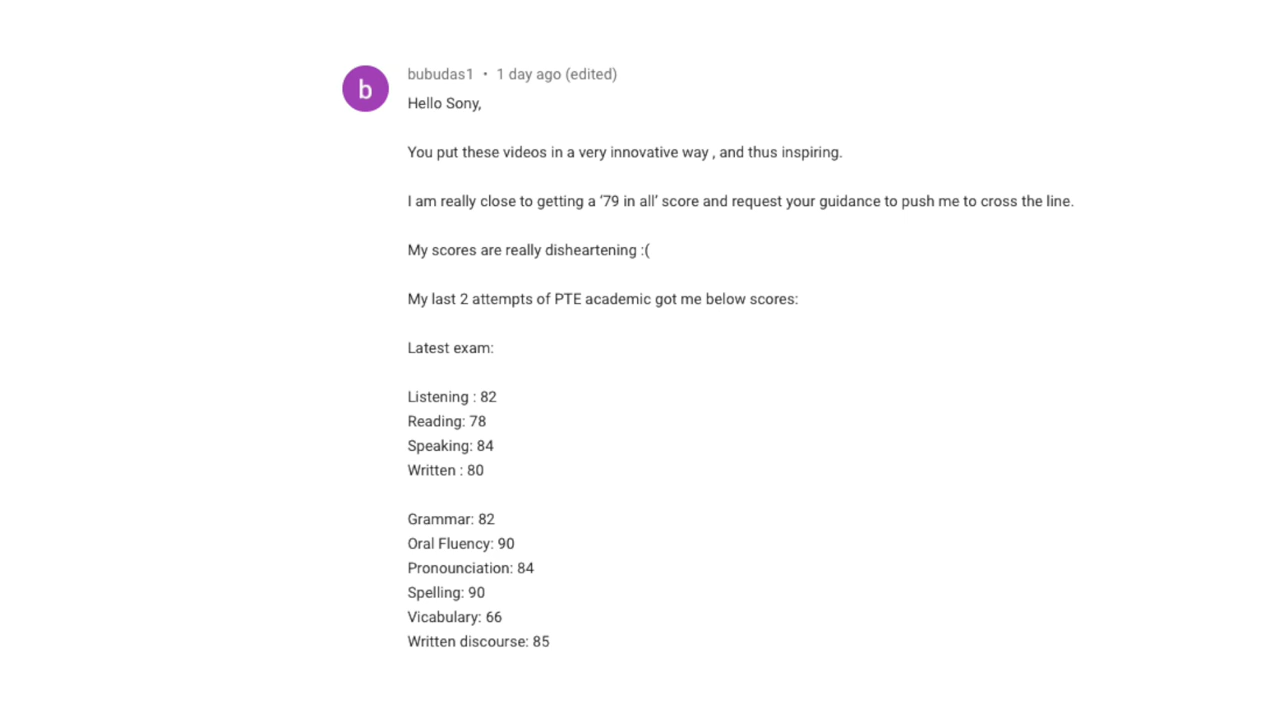 b
bubudas1 • 1 day ago (edited)
Hello Sony,
You put these videos in a very innovative way , and thus inspiring.
I am really close to getting a ‘79 in all’ score and request your guidance to push me to cross the line.
My scores are really disheartening :(
My last 2 attempts of PTE academic got me below scores:
Latest exam:
Listening : 82
Reading: 78
Speaking: 84
Written : 80
Grammar: 82
Oral Fluency: 90
Pronounciation: 84
Spelling: 90
Vicabulary: 66
Written discourse: 85